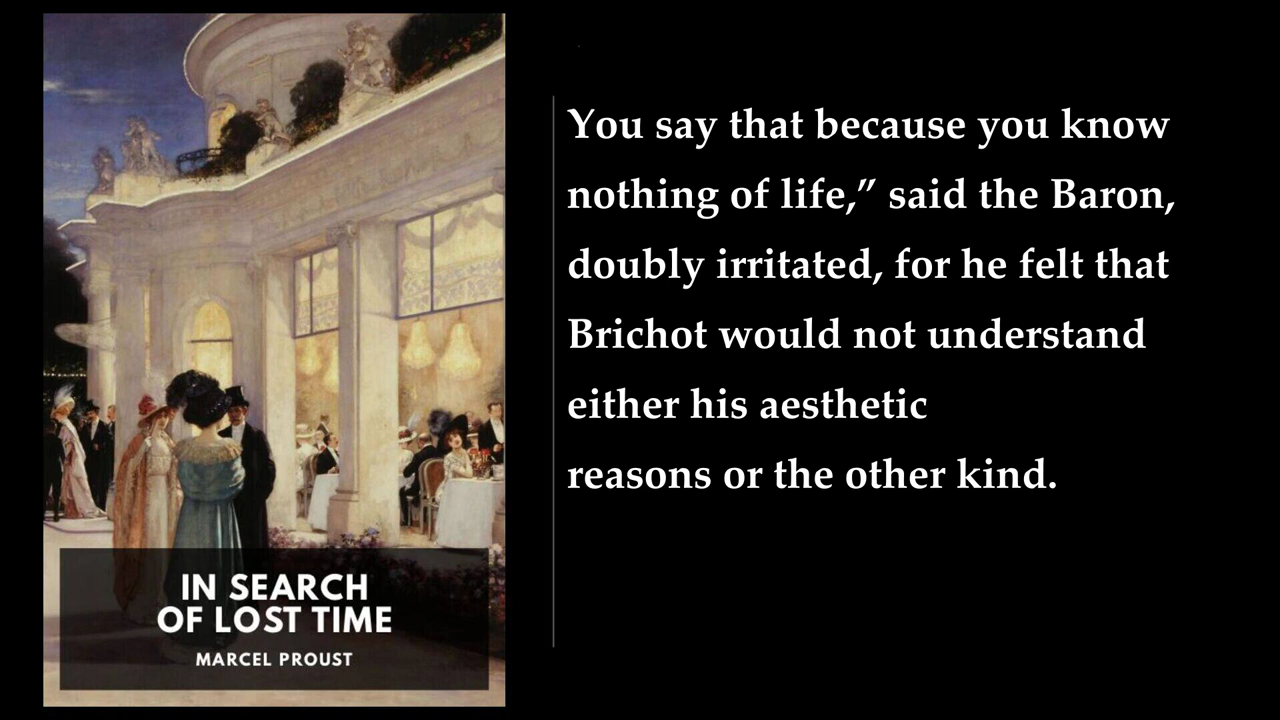 You say that because you know
nothing of life,” said the Baron,
doubly irritated, for he felt that
Brichot would not understand
either his aesthetic
reasons or the other kind.
IN SEARCH
OF LOST TIME
MARCEL PROUST